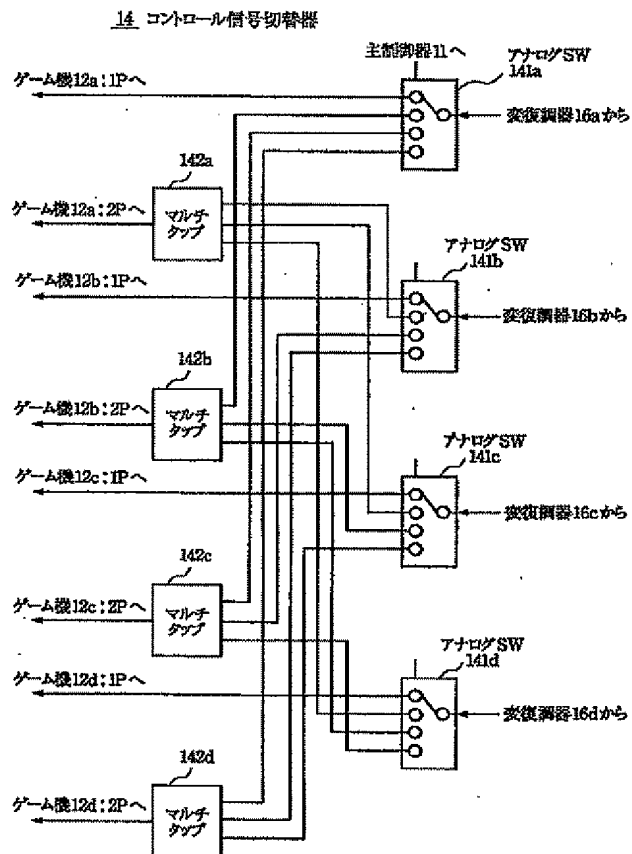 14 コントロール信号切替器
主制御器11へ
アナログSW
141a
ゲーム機12a:1Pへ
変復調器16aから
142a
ゲーム機12a:2Pへ
マルチ
タップ
アナログSW
141b
ゲーム機12b:1Pへ
変復調器16bから
142b
ゲーム機12b:2Pへ
マルチ
タップ
アナログSW
141c
ゲーム機12c:1Pへ
変復調器16cから
142c
ゲーム機12c:2Pへ
マルチ
タップ
アナログSW
141d
ゲーム機12d:1Pへ
変復調器16dから
142d
ゲーム機12d:2Pへ
マルチ
タップ